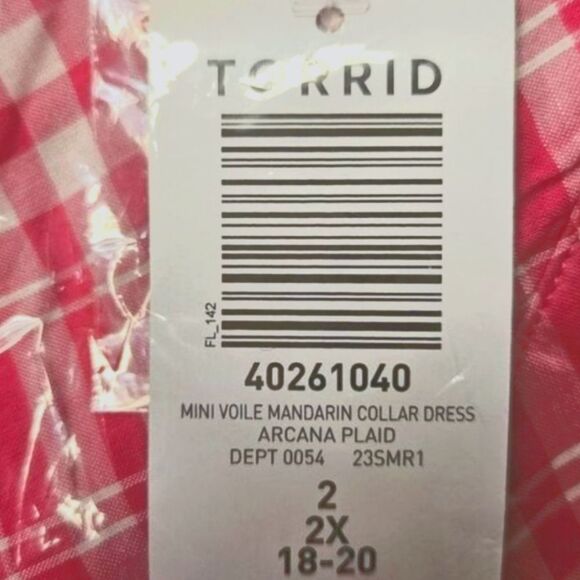 TORRID
FL_142
40261040
MINI VOILE MANDARIN COLLAR DRESS
ARCANA PLAID
DEPT 0054 23SMR1
2
2X
18-20